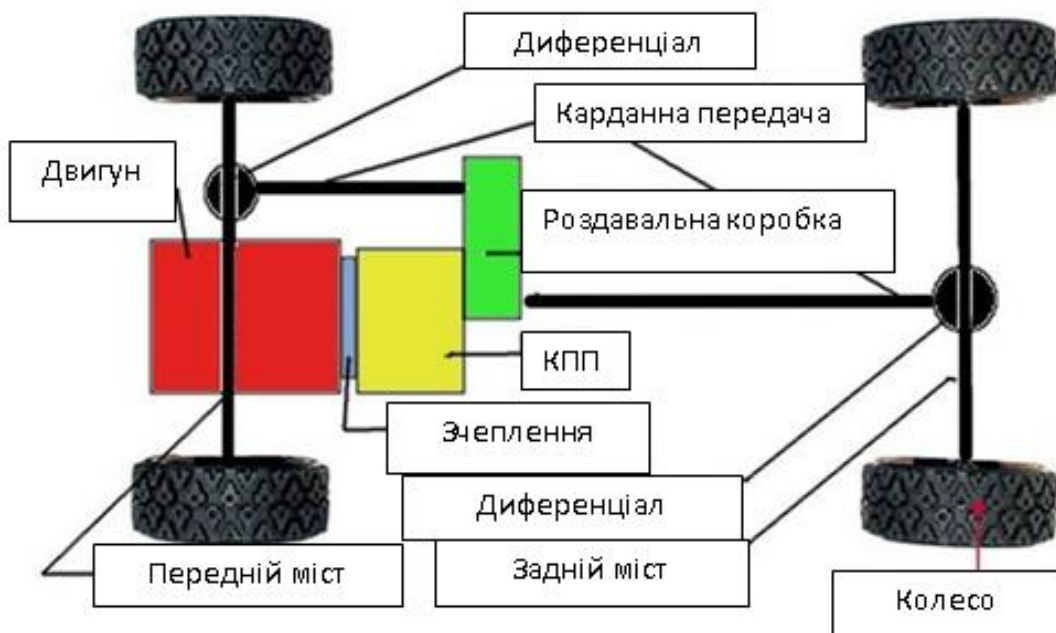 Диференціал
Карданна передача
Двигун
Роздавальна коробка
КПП
Зчеплення
Диференціал
Передній міст
Задній міст
Колесо